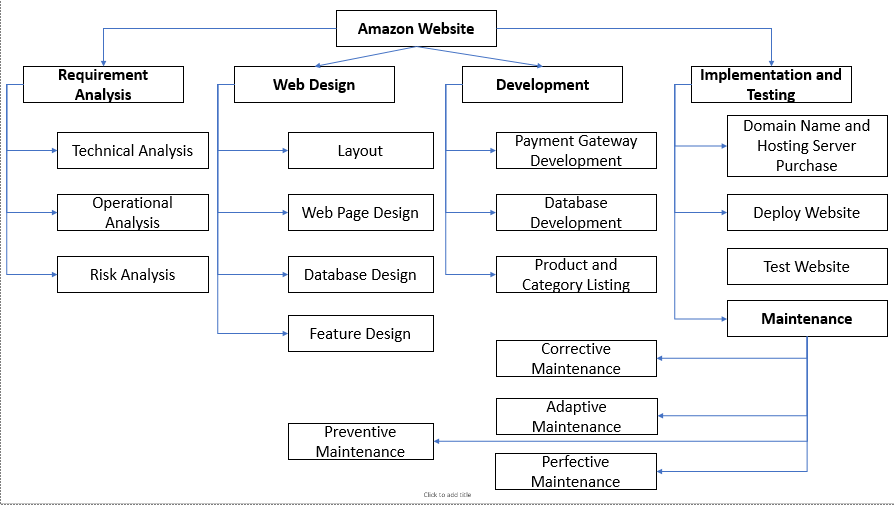 Amazon Website
Requirement
Analysis
Web Design
Development
Implementation and
Testing
Technical Analysis
Operational
Analysis
Risk Analysis
Layout
Web Page Design
Database Design
Feature Design
Payment Gateway
Development
Database
Development
Product and
Category Listing
Domain Name and
Hosting Server
Purchase
Deploy Website
Test Website
Maintenance
Corrective
Maintenance
Adaptive
Maintenance
Preventive
Maintenance
Perfective
Maintenance
Click to add title